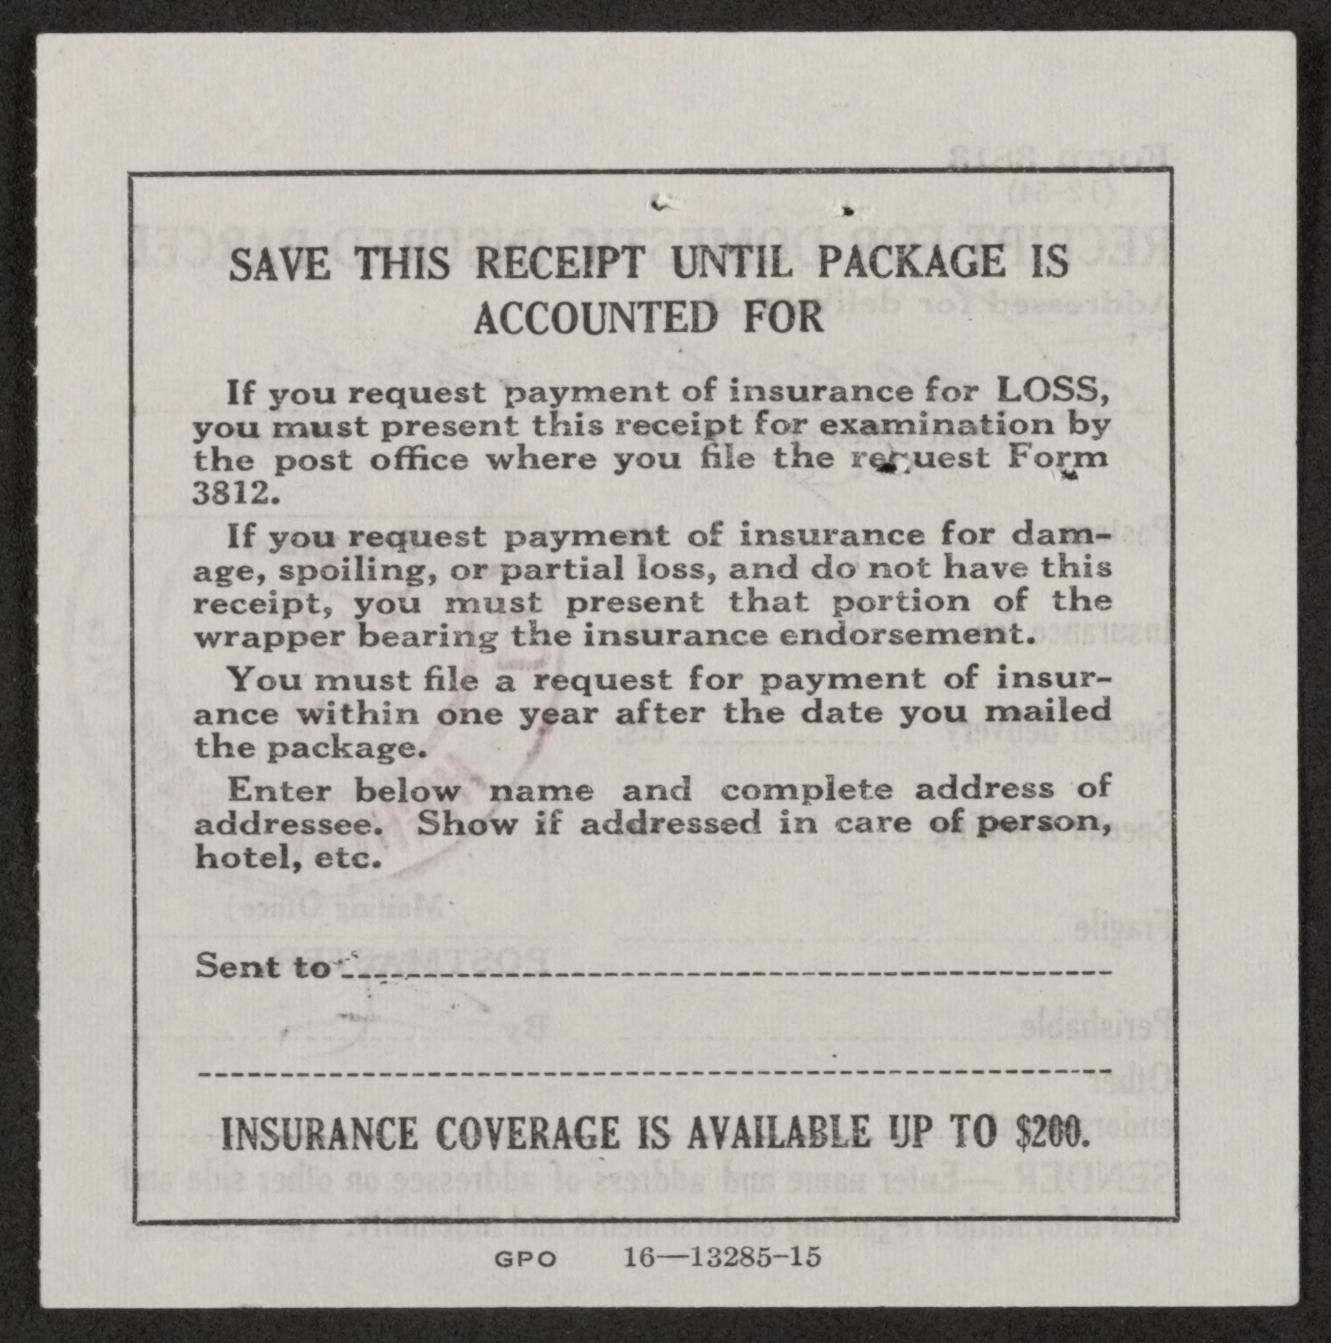 SAVE THIS RECEIPT UNTIL PACKAGE IS
ACCOUNTED FOR
If you request payment of insurance for LOSS,
you must present this receipt for examination by
the post office where you file the request Form
3812.
If you request payment of insurance for dam-
age, spoiling, or partial loss, and do not have this
receipt, you must present that portion of the
wrapper bearing the insurance endorsement.
You must file a request for payment of insur-
ance within one year after the date you mailed
the package.
Enter below name and complete address of
addressee. Show if addressed in care of person,
hotel, etc.
Sent to
INSURANCE COVERAGE IS AVAILABLE UP TO $200.
GPO 16—13285-15